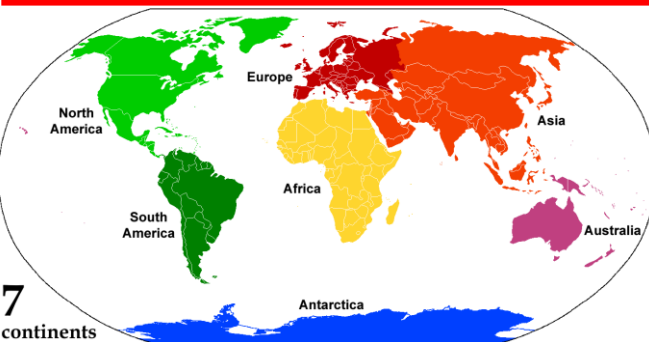 Europe
North
America
Asia
Africa
South
America
Australia
Antarctica
7
continents